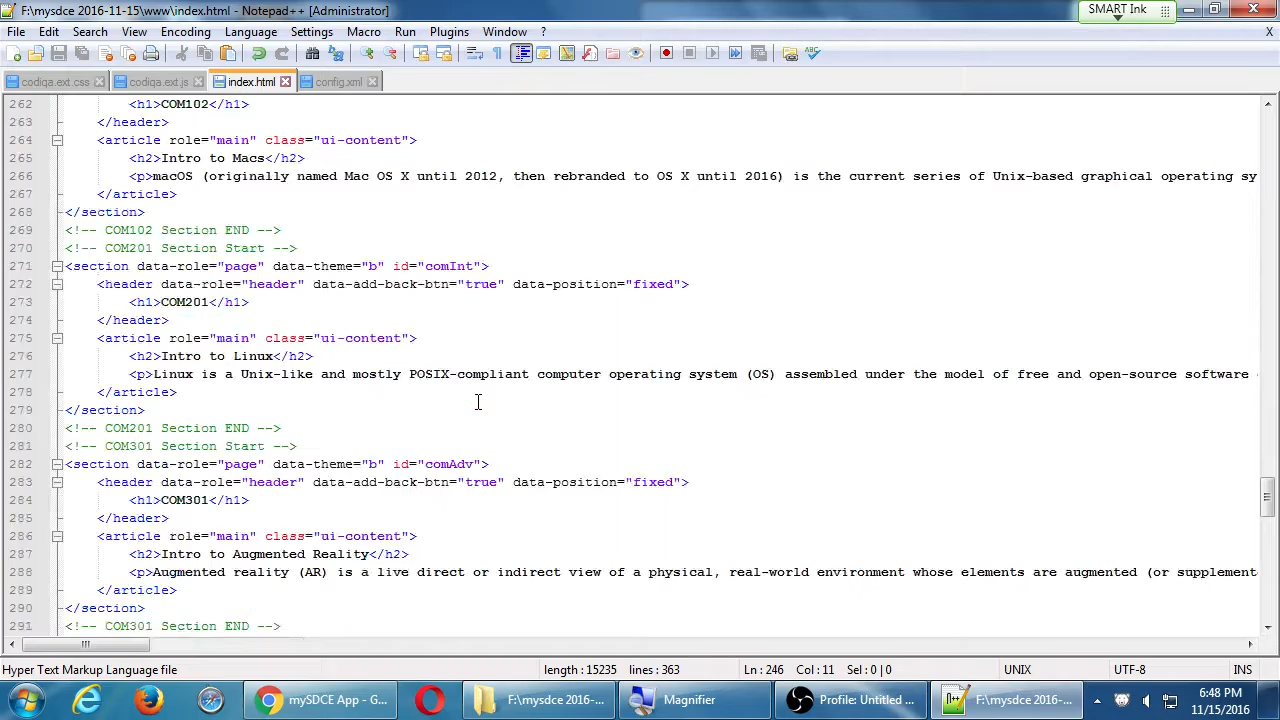 F:\mysdce 2016-11-15\www\index.html - Notepad++ [Administrator]
SMART Ink
File Edit Search View Encoding Language Settings Macro Run Plugins Window ? X
codiqa.ext.css codiqa.ext.js index.html config.xml
262 <h1>COM102</h1>
263 </header>
264 <article role="main" class="ui-content">
265 <h2>Intro to Macs</h2>
266 <p>macOS (originally named Mac OS X until 2012, then rebranded to OS X until 2016) is the current series of Unix-based graphical operating sy
267 </article>
268 </section>
269 <!-- COM102 Section END -->
270 <!-- COM201 Section Start -->
271 <section data-role="page" data-theme="b" id="comInt">
272 <header data-role="header" data-add-back-btn="true" data-position="fixed">
273 <h1>COM201</h1>
274 </header>
275 <article role="main" class="ui-content">
276 <h2>Intro to Linux</h2>
277 <p>Linux is a Unix-like and mostly POSIX-compliant computer operating system (OS) assembled under the model of free and open-source software
278 </article>
279 </section>
280 <!-- COM201 Section END -->
281 <!-- COM301 Section Start -->
282 <section data-role="page" data-theme="b" id="comAdv">
283 <header data-role="header" data-add-back-btn="true" data-position="fixed">
284 <h1>COM301</h1>
285 </header>
286 <article role="main" class="ui-content">
287 <h2>Intro to Augmented Reality</h2>
288 <p>Augmented reality (AR) is a live direct or indirect view of a physical, real-world environment whose elements are augmented (or supplement
289 </article>
290 </section>
291 <!-- COM301 Section END -->
Hyper Text Markup Language file length : 15235 lines : 363 Ln : 246 Col : 11 Sel : 0 | 0 UNIX UTF-8 INS
mySDCE App - G... F:\mysdce 2016-... Magnifier Profile: Untitled ... F:\mysdce 2016-... 6:48 PM
11/15/2016